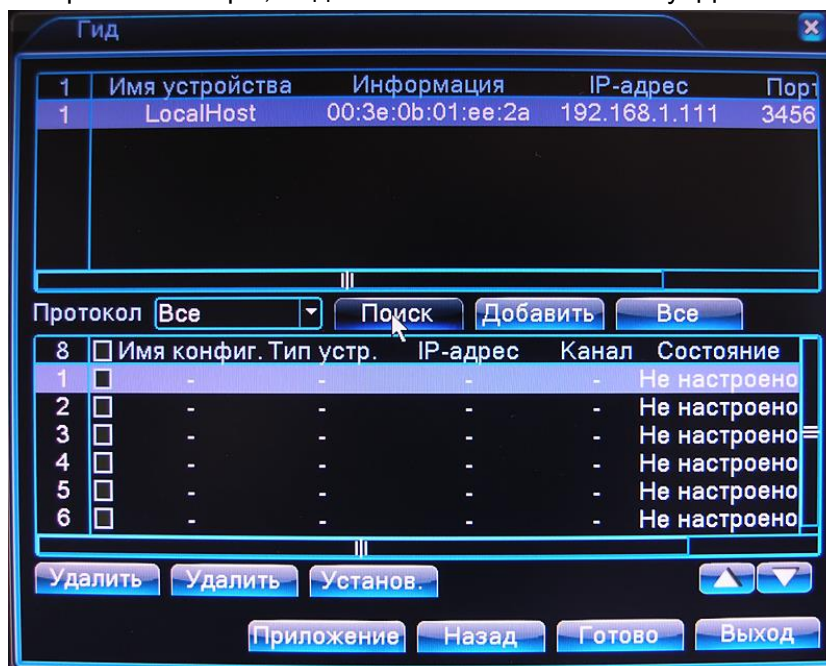 Гид
1 Имя устройства Информация IP-адрес Порт
1 LocalHost 00:3e:0b:01:ee:2a 192.168.1.111 3456
Протокол Все Поиск Добавить Все
8 Имя конфиг. Тип устр. IP-адрес Канал Состояние
1 - - - - Не настроено
2 - - - - Не настроено
3 - - - - Не настроено
4 - - - - Не настроено
5 - - - - Не настроено
6 - - - - Не настроено
Удалить Удалить Установ.
Приложение Назад Готово Выход